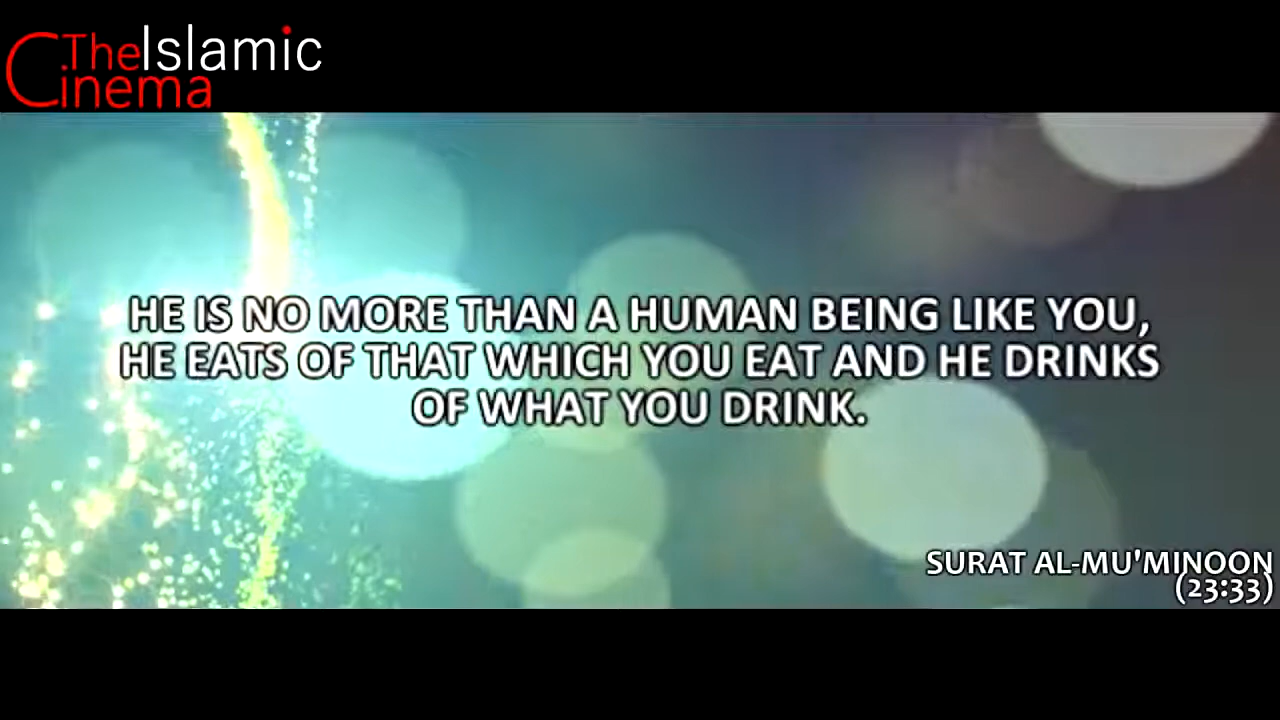 TheIslamic
Cinema
HE IS NO MORE THAN A HUMAN BEING LIKE YOU,
HE EATS OF THAT WHICH YOU EAT AND HE DRINKS
OF WHAT YOU DRINK.
SURAT AL-MU'MINOON
(23:33)